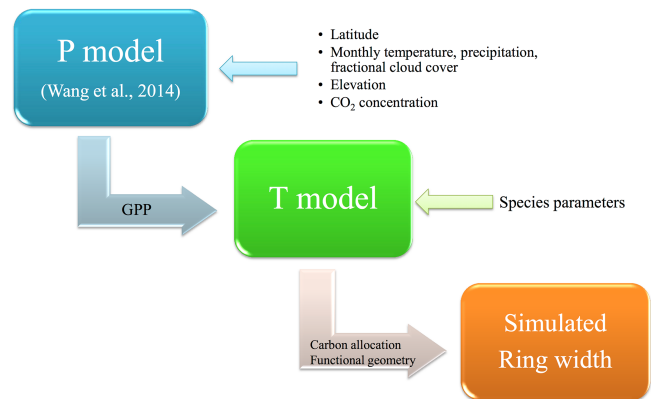 P model
(Wang et al., 2014)
• Latitude
• Monthly temperature, precipitation,
fractional cloud cover
• Elevation
• CO₂ concentration
GPP
T model
Species parameters
Carbon allocation
Functional geometry
Simulated
Ring width